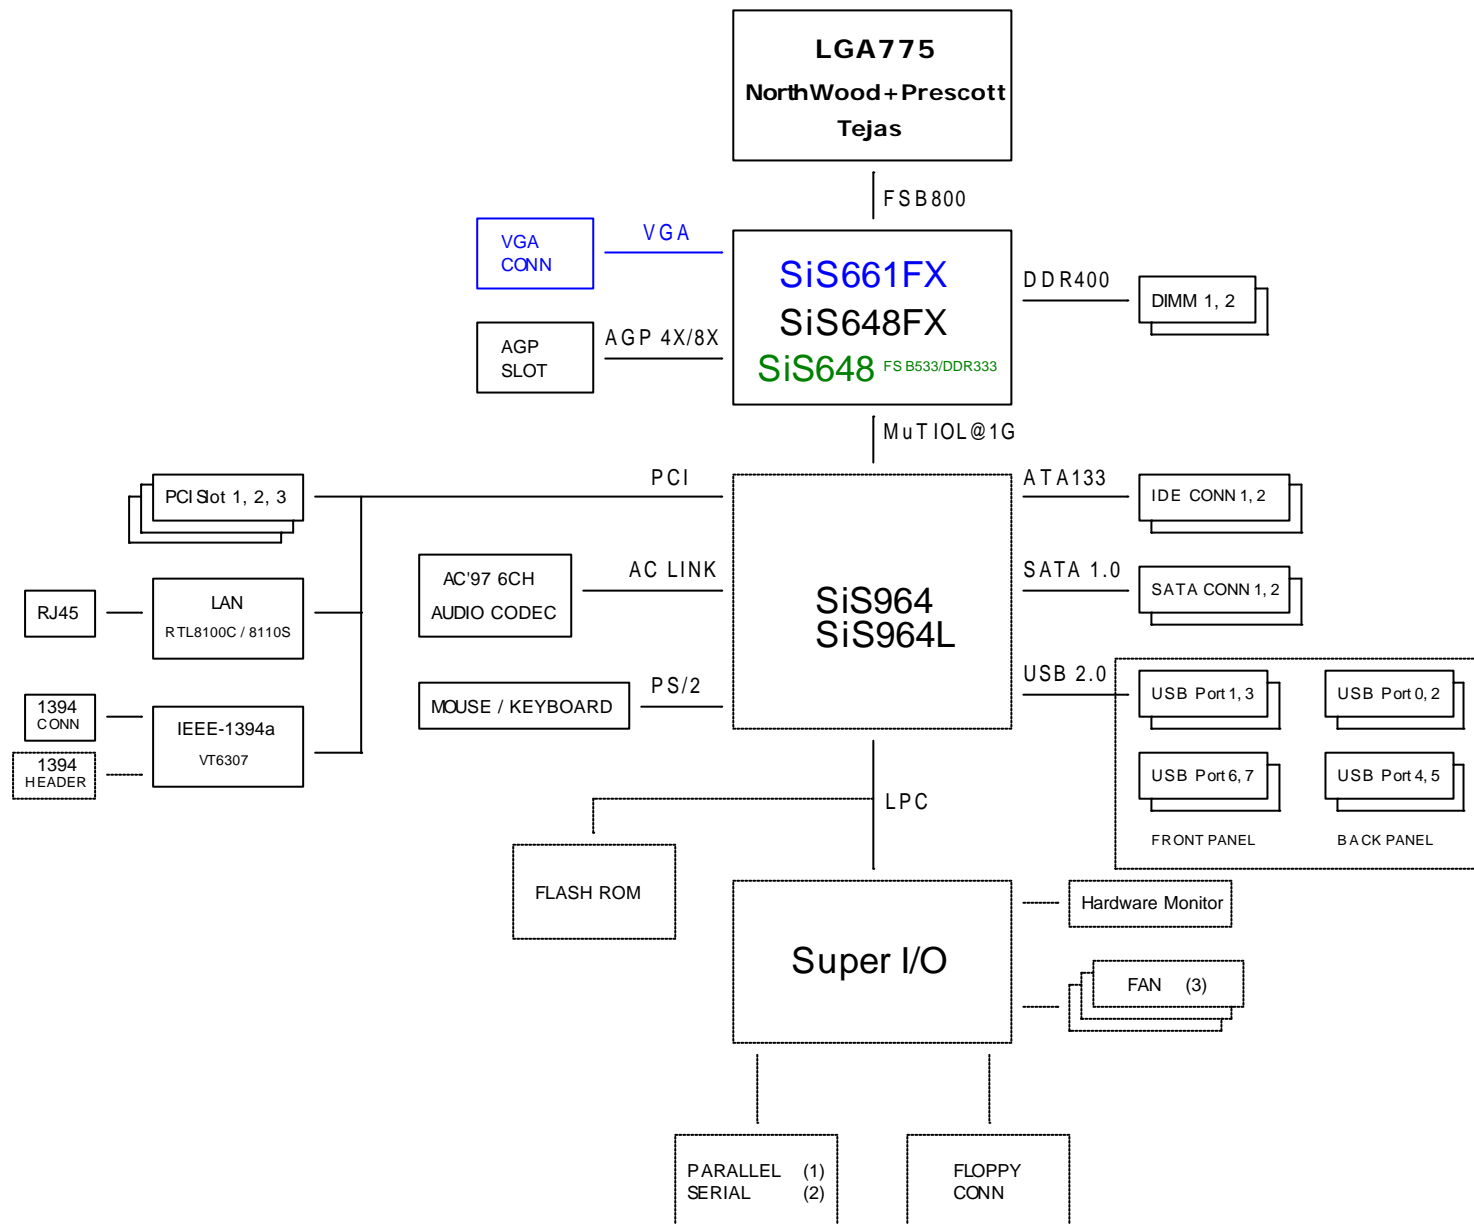 LGA775
NorthWood+Prescott
Tejas
FSB800
VGA
CONN
VGA
SiS661FX
SiS648FX
SiS648 FSB533/DDR333
DDR400
DIMM 1, 2
AGP
SLOT
AGP 4X/8X
MuTIOL@1G
PCI Slot 1, 2, 3
PCI
ATA133
IDE CONN 1, 2
AC'97 6CH
AUDIO CODEC
AC LINK
SiS964
SiS964L
SATA 1.0
SATA CONN 1, 2
RJ45
LAN
RTL8100C / 8110S
MOUSE / KEYBOARD
PS/2
USB 2.0
USB Port 1, 3
USB Port 0, 2
1394
CONN
IEEE-1394a
VT6307
1394
HEADER
USB Port 6, 7
USB Port 4, 5
FRONT PANEL
BACK PANEL
LPC
FLASH ROM
Super I/O
Hardware Monitor
FAN (3)
PARALLEL (1)
SERIAL (2)
FLOPPY
CONN